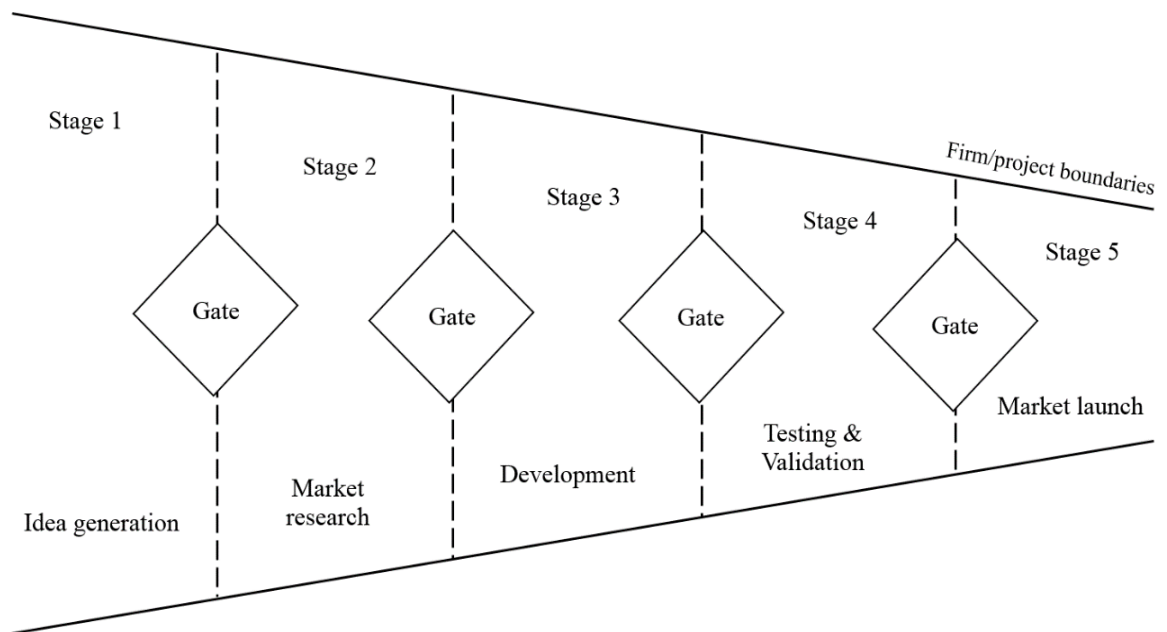 Stage 1
Stage 2
Stage 3
Stage 4
Stage 5
Firm/project boundaries
Gate
Gate
Gate
Gate
Idea generation
Market
research
Development
Testing &
Validation
Market launch